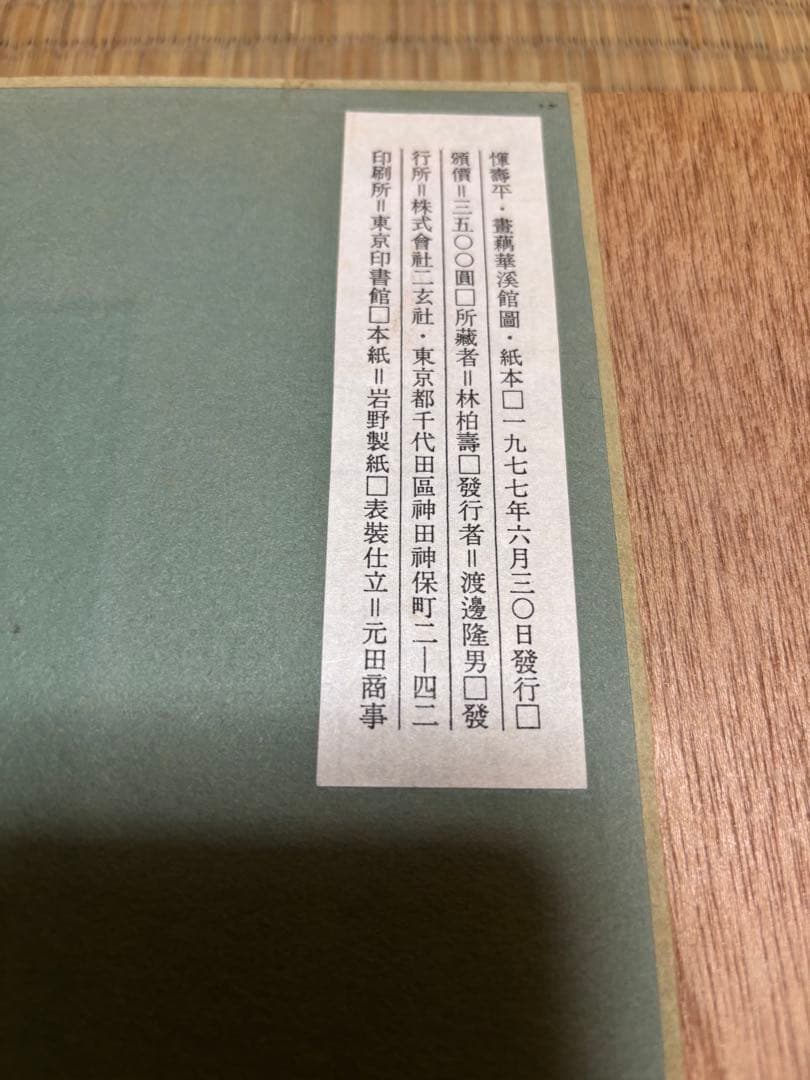 惲壽平・畫藕華溪館圖・紙本□一九七七年六月三〇日發行□
頒價＝三五〇〇圓□所藏者＝林柏壽□發行者＝渡邊隆男□發
行所＝株式會社二玄社・東京都千代田區神田神保町二―四二
印刷所＝東京印書館□本紙＝岩野製紙□表裝仕立＝元田商事